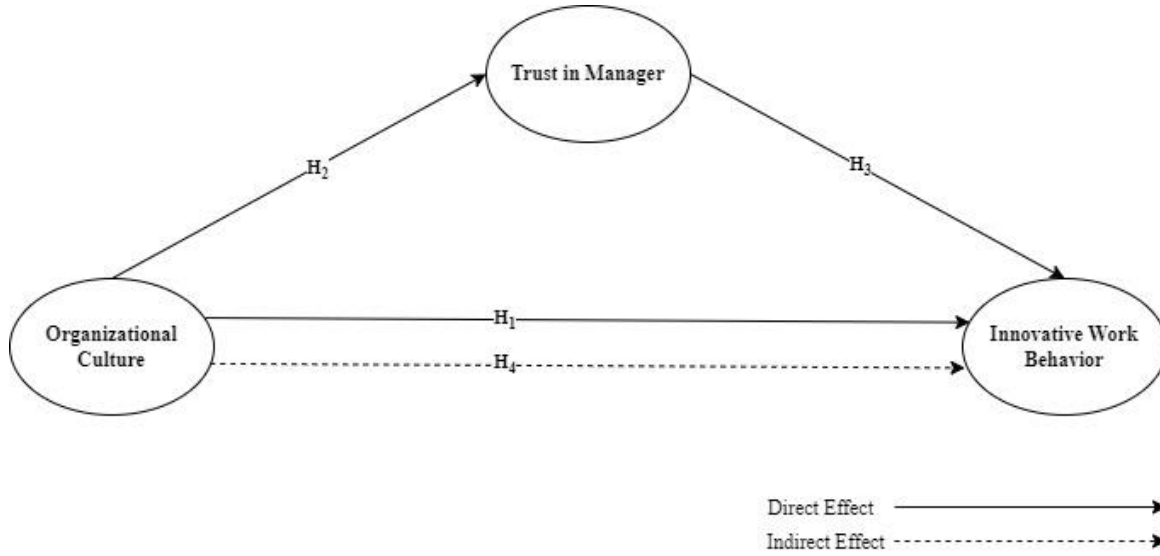 Trust in Manager
H2
H3
Organizational
Culture
H1
H4
Innovative Work
Behavior
Direct Effect
Indirect Effect